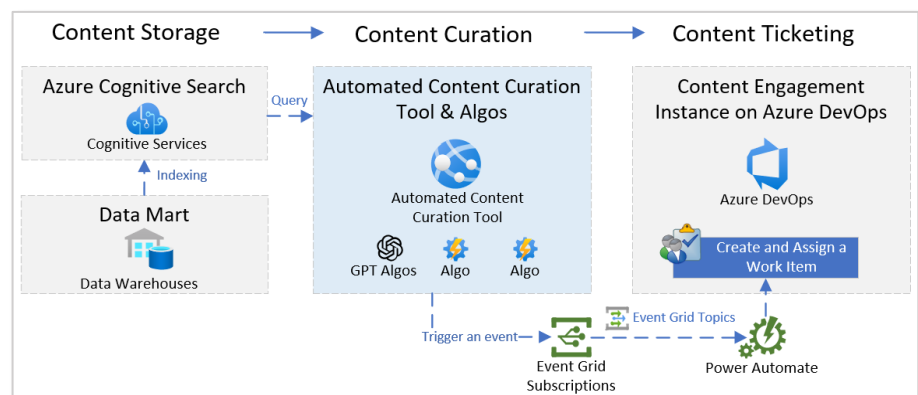 Content Storage
Content Curation
Content Ticketing
Azure Cognitive Search
Cognitive Services
Indexing
Data Mart
Data Warehouses
Query
Automated Content Curation
Tool & Algos
Automated Content
Curation Tool
GPT Algos
Algo
Algo
Content Engagement
Instance on Azure DevOps
Azure DevOps
Create and Assign a
Work Item
Trigger an event
Event Grid
Subscriptions
Event Grid Topics
Power Automate